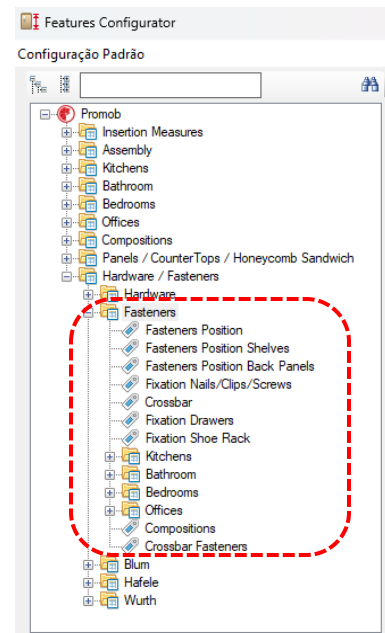 Features Configurator
Configuração Padrão
Promob
Insertion Measures
Assembly
Kitchens
Bathroom
Bedrooms
Offices
Compositions
Panels / CounterTops / Honeycomb Sandwich
Hardware / Fasteners
Hardware
Fasteners
Fasteners Position
Fasteners Position Shelves
Fasteners Position Back Panels
Fixation Nails/Clips/Screws
Crossbar
Fixation Drawers
Fixation Shoe Rack
Kitchens
Bathroom
Bedrooms
Offices
Compositions
Crossbar Fasteners
Blum
Hafele
Wurth